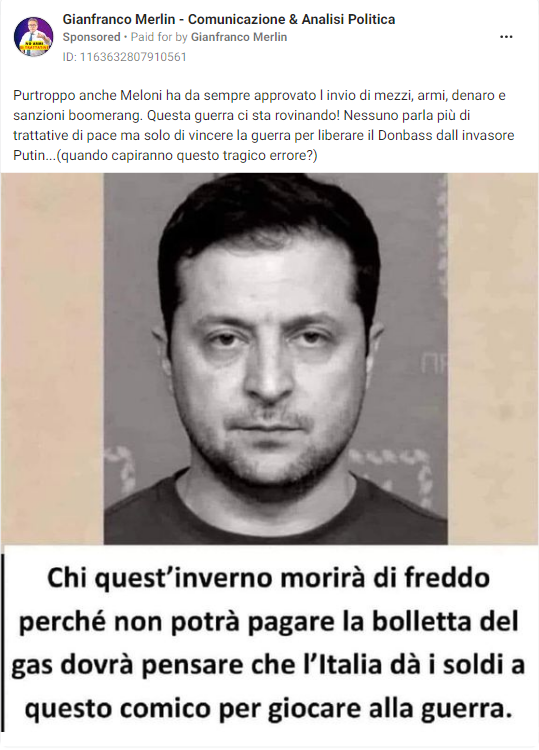 Gianfranco Merlin - Comunicazione & Analisi Politica
Sponsored • Paid for by Gianfranco Merlin
ID: 1163632807910561
Purtroppo anche Meloni ha da sempre approvato l invio di mezzi, armi, denaro e
sanzioni boomerang. Questa guerra ci sta rovinando! Nessuno parla più di
trattative di pace ma solo di vincere la guerra per liberare il Donbass dall invasore
Putin...(quando capiranno questo tragico errore?)
Chi quest'inverno morirà di freddo
perché non potrà pagare la bolletta del
gas dovrà pensare che l'Italia dà i soldi a
questo comico per giocare alla guerra.